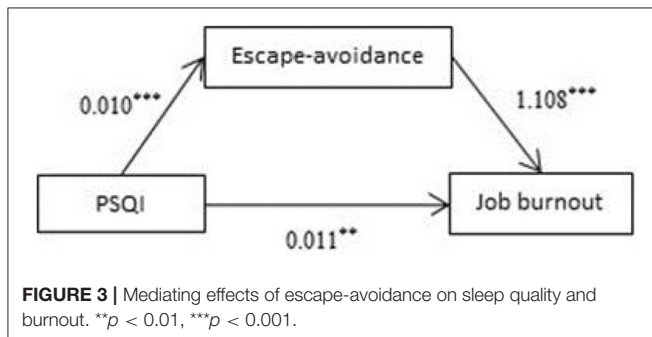 Escape-avoidance
0.010***
1.108***
PSQI
Job burnout
0.011**
FIGURE 3 | Mediating effects of escape-avoidance on sleep quality and
burnout. **p < 0.01, ***p < 0.001.